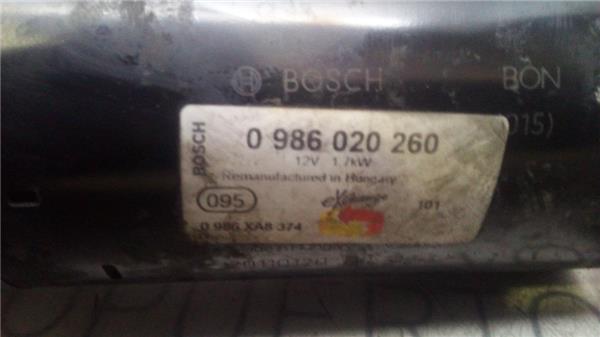 BOSCH BON
015)
BOSCH
0 986 020 260
12V 1,7kW
Remanufactured in Hungary
095
eXchange
101
0 986 XA8 374